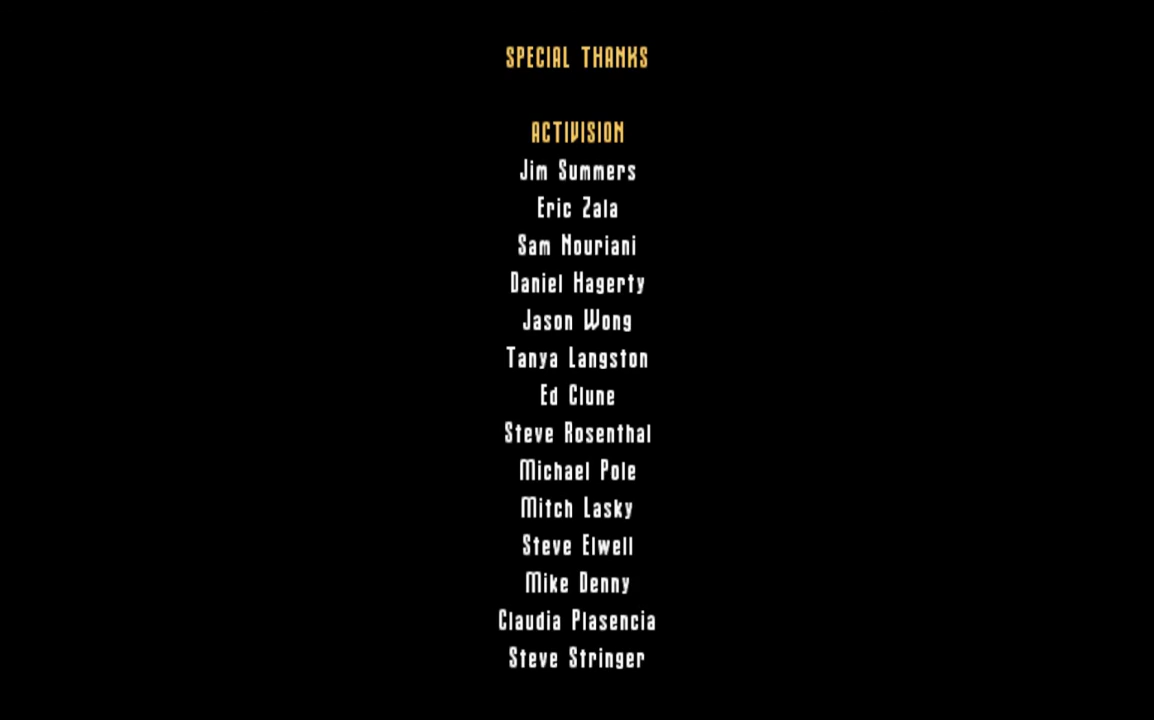 SPECIAL THANKS
ACTIVISION
Jim Summers
Eric Zala
Sam Nouriani
Daniel Hagerty
Jason Wong
Tanya Langston
Ed Clune
Steve Rosenthal
Michael Pole
Mitch Lasky
Steve Elwell
Mike Denny
Claudia Plasencia
Steve Stringer